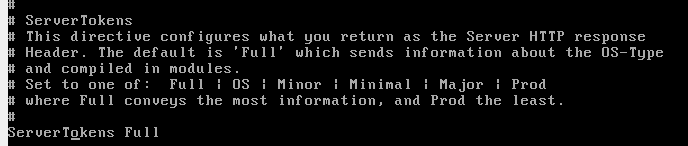 #
# ServerTokens
# This directive configures what you return as the Server HTTP response
# Header. The default is 'Full' which sends information about the OS-Type
# and compiled in modules.
# Set to one of:  Full | OS | Minor | Minimal | Major | Prod
# where Full conveys the most information, and Prod the least.
#
ServerTokens Full